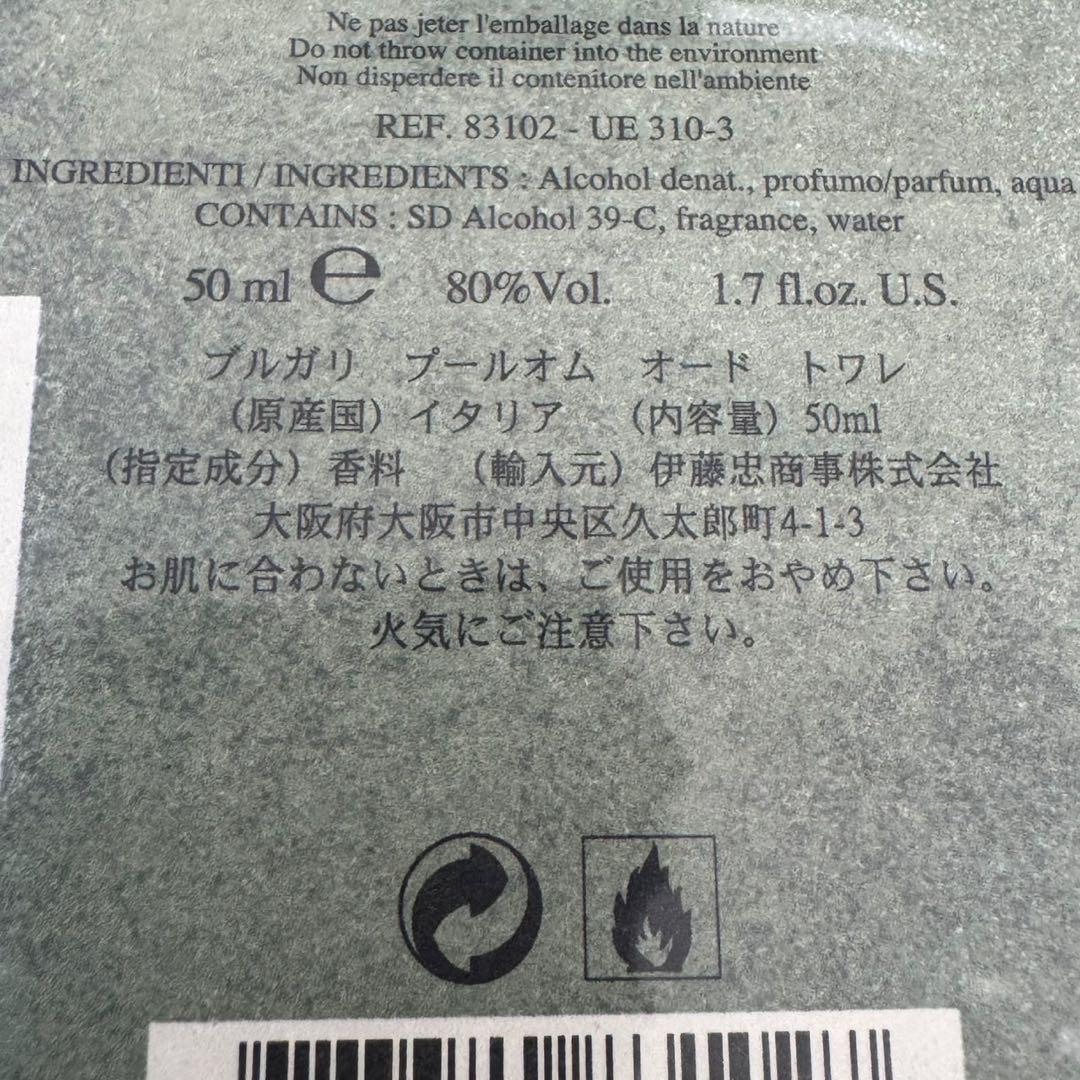 Ne pas jeter l'emballage dans la nature
Do not throw container into the environment
Non disperdere il contenitore nell'ambiente
REF. 83102 - UE 310-3
INGREDIENTI / INGREDIENTS : Alcohol denat., profumo/parfum, aqua
CONTAINS : SD Alcohol 39-C, fragrance, water
50 ml e 80%Vol. 1.7 fl.oz. U.S.
ブルガリ プールオム オード トワレ
（原産国）イタリア （内容量）50ml
（指定成分）香料 （輸入元）伊藤忠商事株式会社
大阪府大阪市中央区久太郎町4-1-3
お肌に合わないときは、ご使用をおやめ下さい。
火気にご注意下さい。